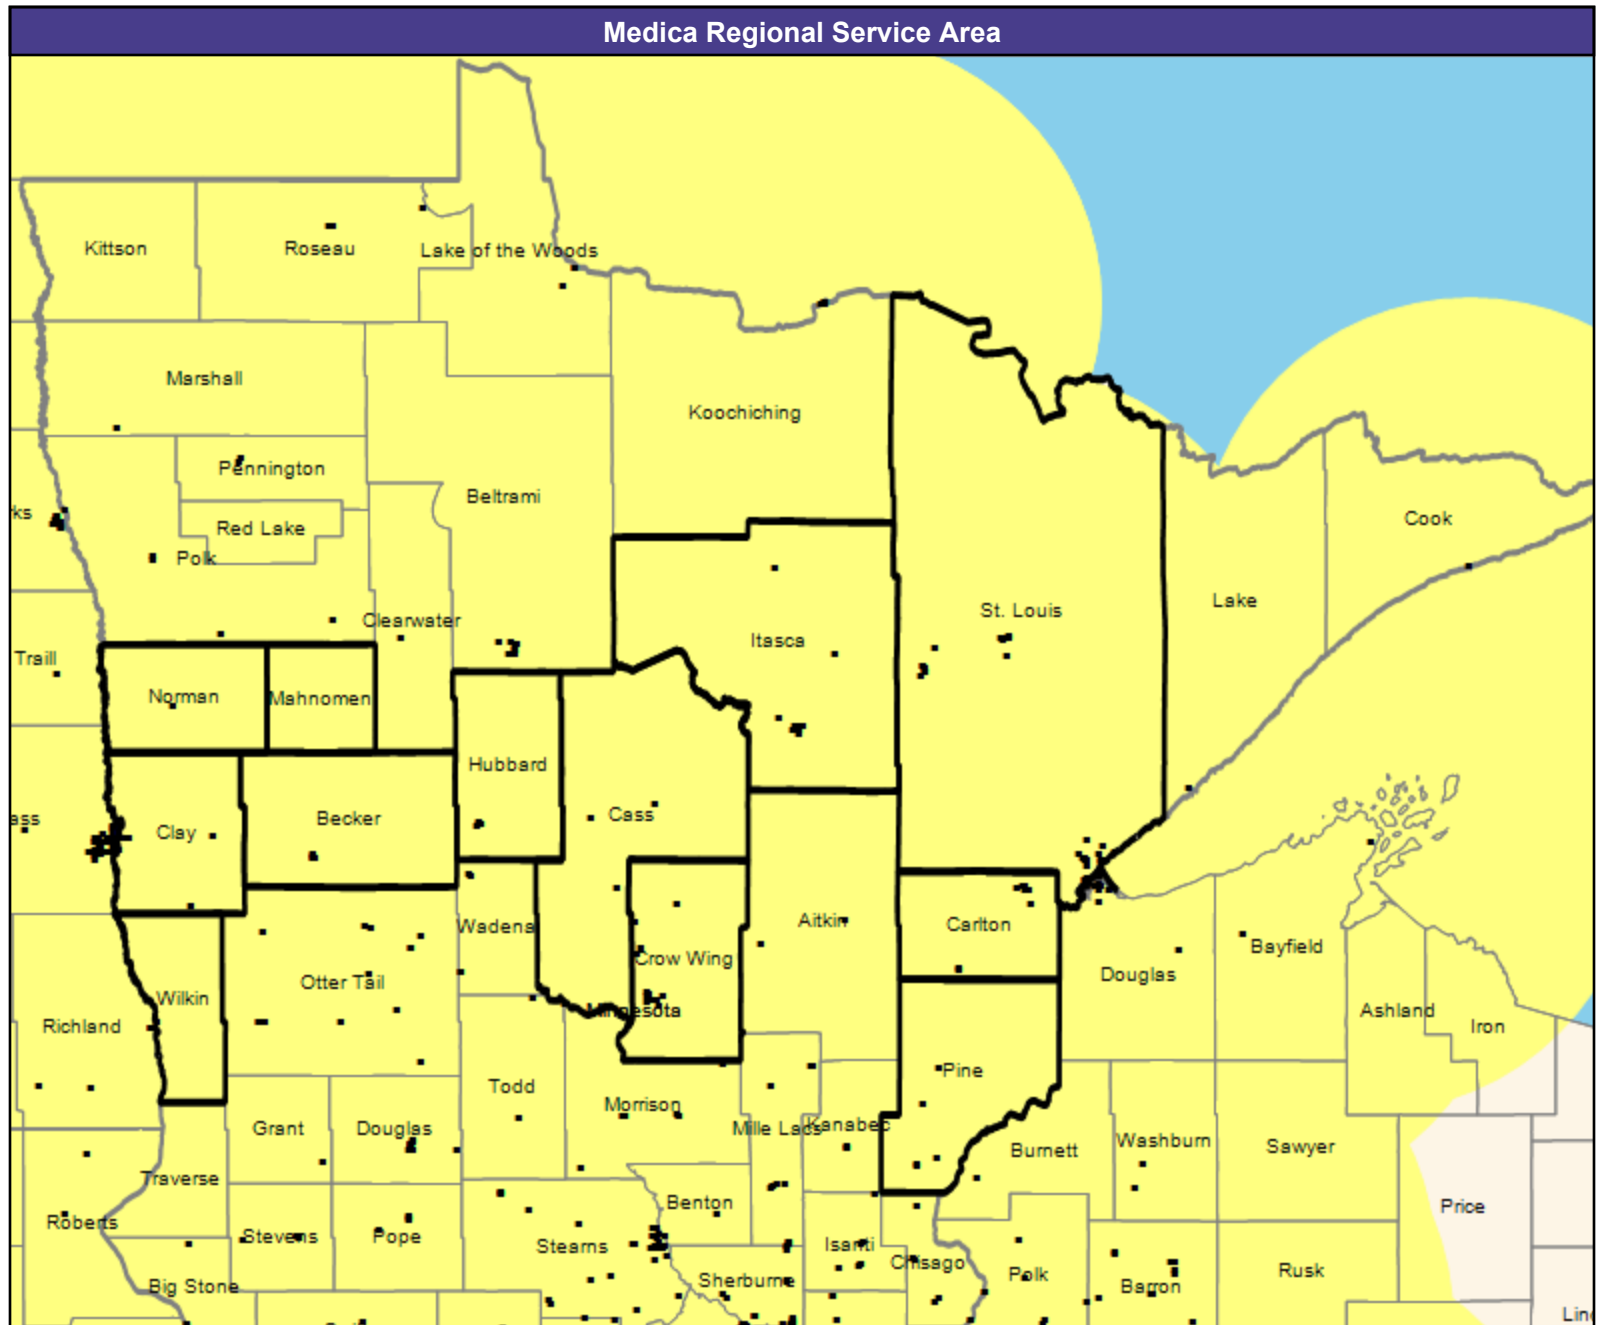 Medica Regional Service Area
Kittson
Roseau
Lake of the Woods
Marshall
Koochiching
Pennington
Beltrami
ks
Red Lake
Cook
Polk
Lake
St. Louis
Clearwater
Itasca
Traill
Norman
Mahnomen
Hubbard
Cass
Becker
ass
Clay
Aitkin
Carlton
Wadena
Bayfield
Crow Wing
Douglas
Otter Tail
Wilkin
Minnesota
Ashland
Richland
Iron
Pine
Todd
Morrison
Grant
Douglas
Mille Lacs
Kanabec
Washburn
Burnett
Sawyer
Traverse
Benton
Price
Roberts
Stevens
Pope
Stearns
Isanti
Chisago
Polk
Rusk
Sherburne
Big Stone
Barron
Lin